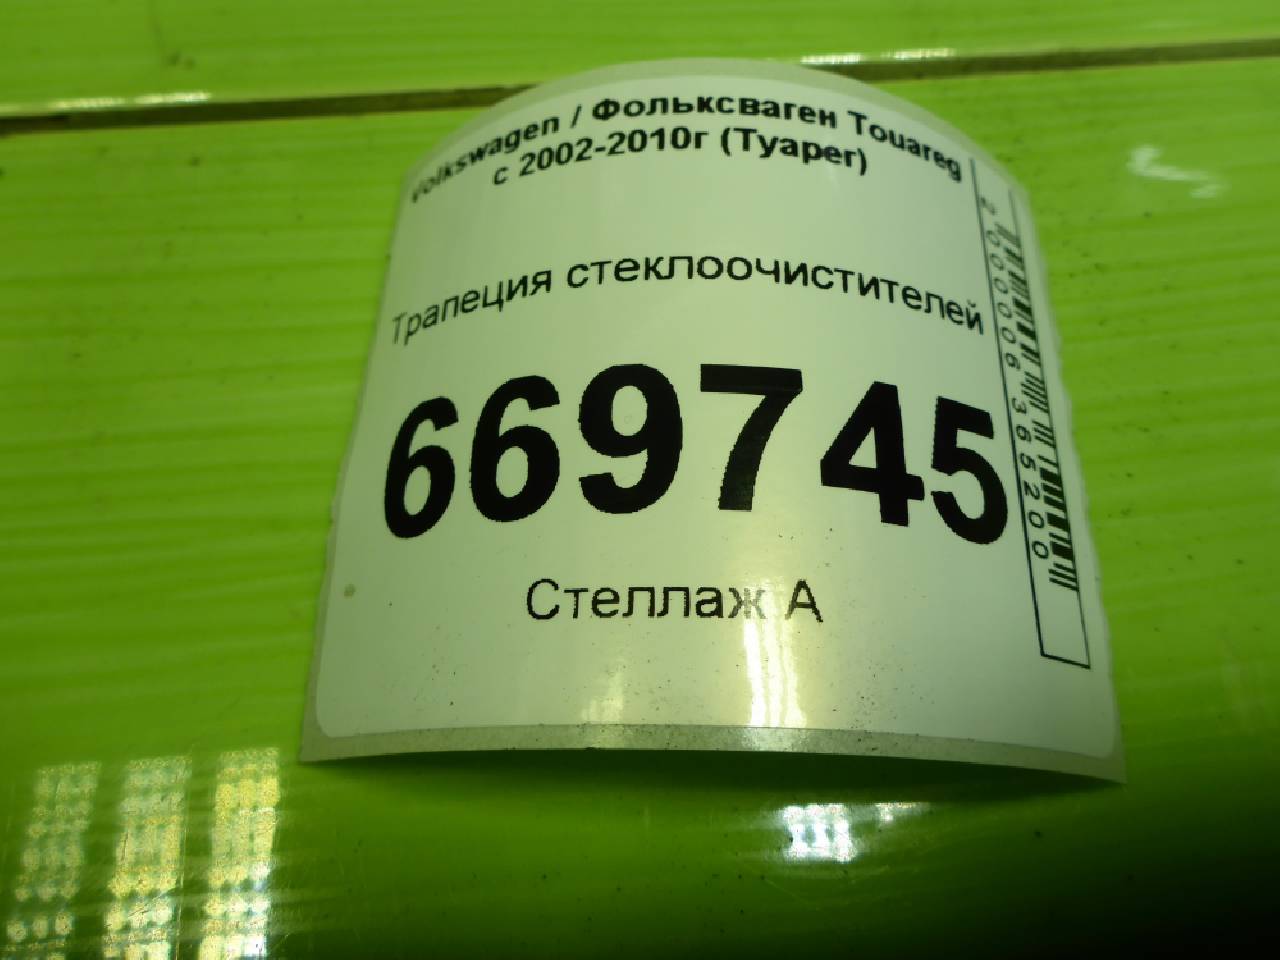 Volkswagen / Фольксваген Touareg
с 2002-2010г (Туарег)
Трапеция стеклоочистителей
669745
Стеллаж А
2000006365200